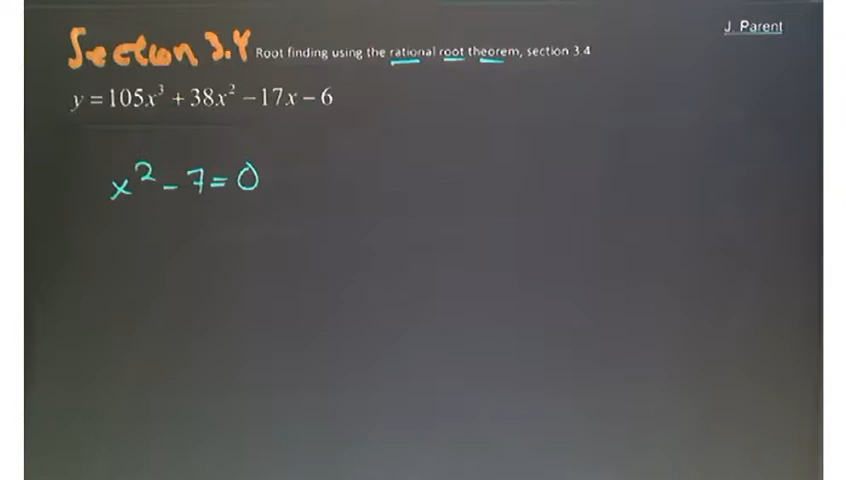 J. Parent
Section 3.4 Root finding using the rational root theorem, section 3.4
y = 105x³ + 38x² − 17x − 6
x² − 7 = 0